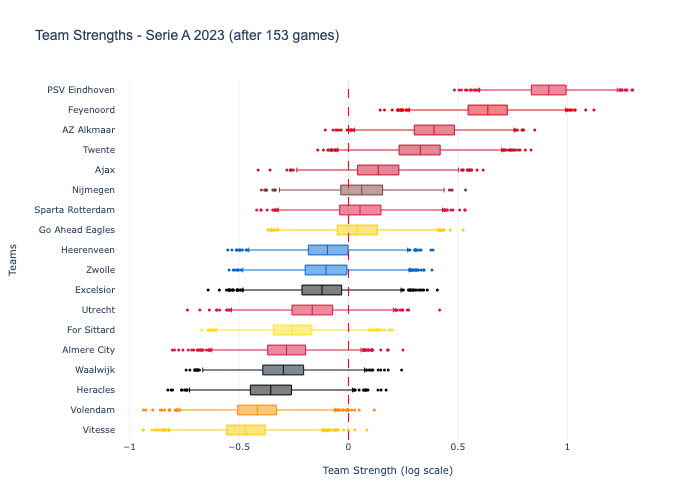 Team Strengths - Serie A 2023 (after 153 games)
PSV Eindhoven
Feyenoord
AZ Alkmaar
Twente
Ajax
Nijmegen
Sparta Rotterdam
Go Ahead Eagles
Heerenveen
Zwolle
Excelsior
Utrecht
For Sittard
Almere City
Waalwijk
Heracles
Volendam
Vitesse
Teams
−1 −0.5 0 0.5 1
Team Strength (log scale)